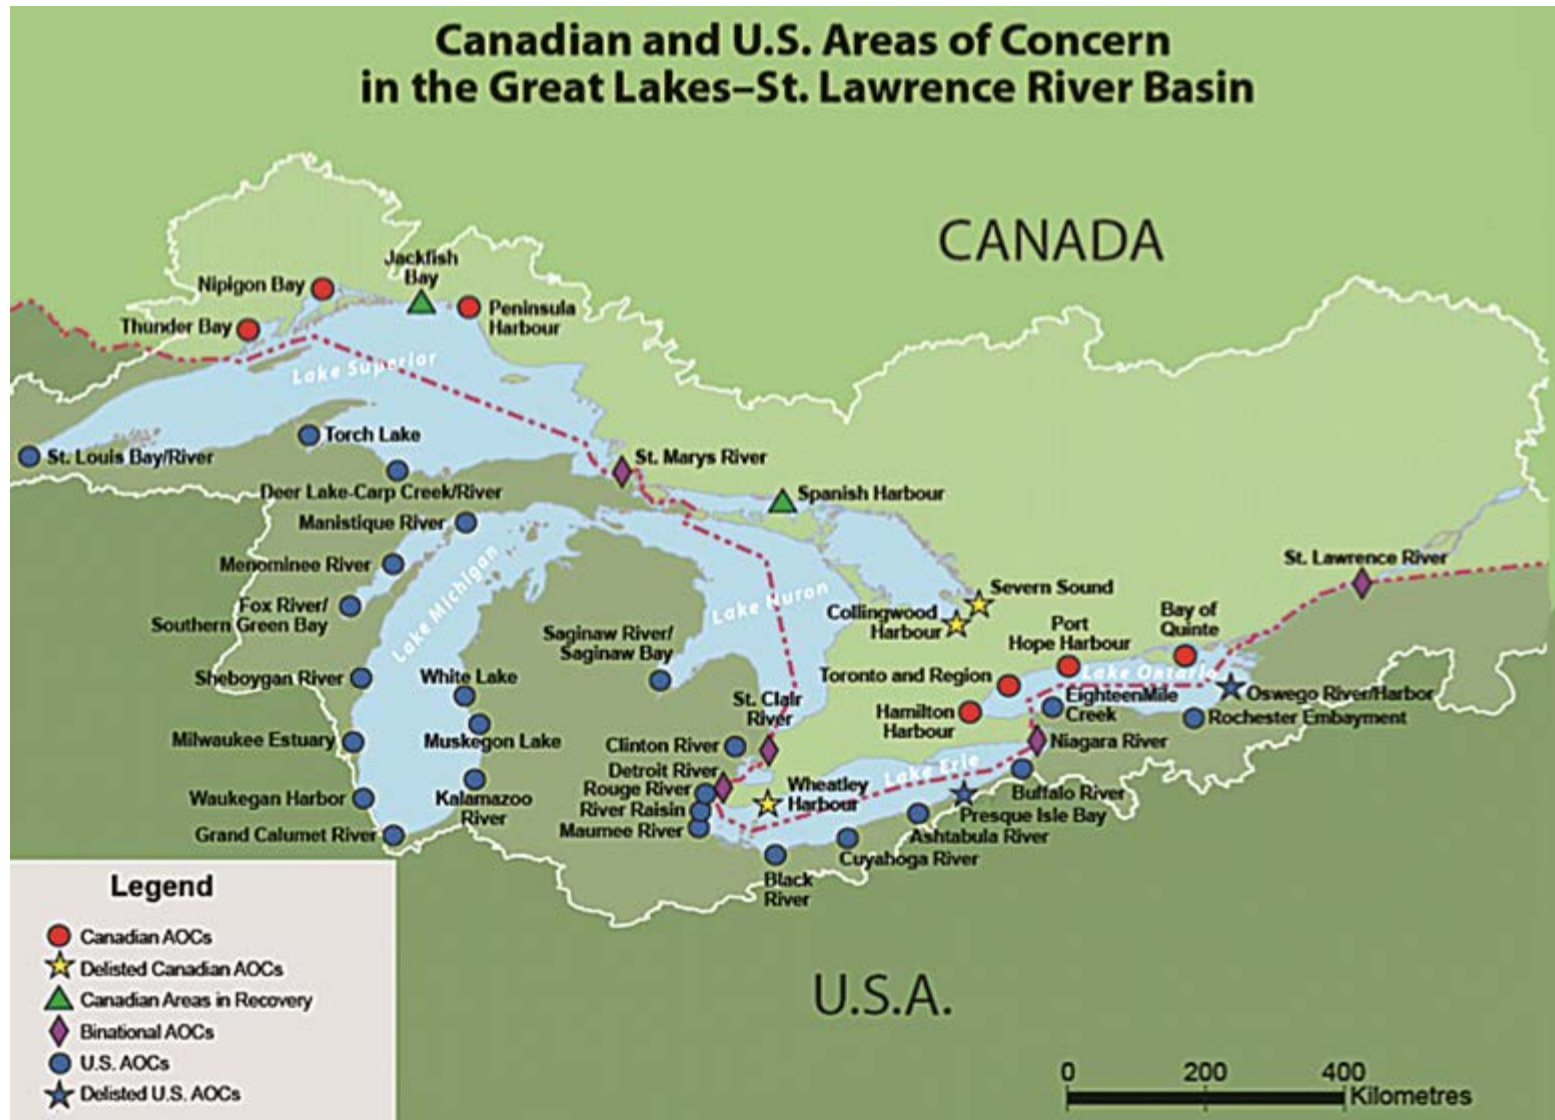 Canadian and U.S. Areas of Concern
in the Great Lakes–St. Lawrence River Basin
CANADA
Jackfish
Bay
Nipigon Bay
Peninsula
Harbour
Thunder Bay
Lake Superior
Torch Lake
St. Louis Bay/River
St. Marys River
Deer Lake-Carp Creek/River
Spanish Harbour
Manistique River
Menominee River
Lake Michigan
Fox River/
Southern Green Bay
Lake Huron
Severn Sound
Collingwood
Harbour
St. Lawrence River
Bay of
Quinte
Port
Hope Harbour
Saginaw River/
Saginaw Bay
Sheboygan River
White Lake
Toronto and Region
Lake Ontario
St. Clair
River
EighteenMile
Creek
Oswego River/Harbor
Hamilton
Harbour
Rochester Embayment
Milwaukee Estuary
Muskegon Lake
Clinton River
Niagara River
Detroit River
Lake Erie
Rouge River
Wheatley
Harbour
Buffalo River
Waukegan Harbor
Kalamazoo
River
River Raisin
Presque Isle Bay
Grand Calumet River
Maumee River
Ashtabula River
Cuyahoga River
Black
River
U.S.A.
Legend
Canadian AOCs
Delisted Canadian AOCs
Canadian Areas in Recovery
Binational AOCs
U.S. AOCs
Delisted U.S. AOCs
0 200 400
Kilometres